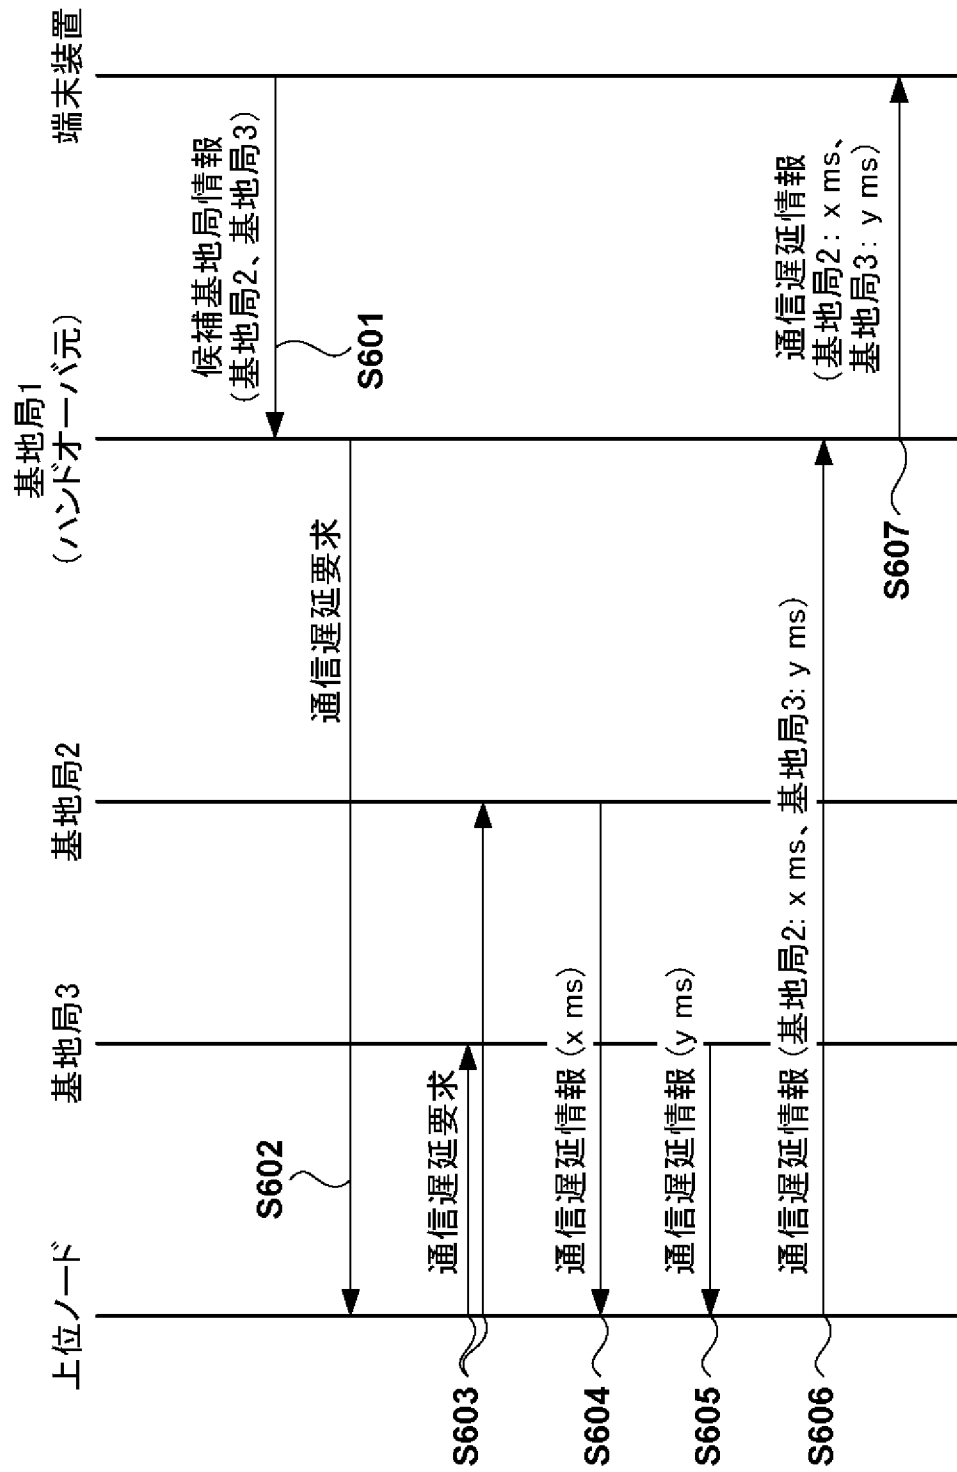 上位ノード
基地局3
基地局2
基地局1
（ハンドオーバ元）
端末装置
候補基地局情報
（基地局2、基地局3）
S601
通信遅延要求
S602
通信遅延要求
S603
通信遅延情報（x ms）
S604
通信遅延情報（y ms）
S605
通信遅延情報（基地局2: x ms、基地局3: y ms）
S606
通信遅延情報
（基地局2: x ms、
基地局3: y ms）
S607